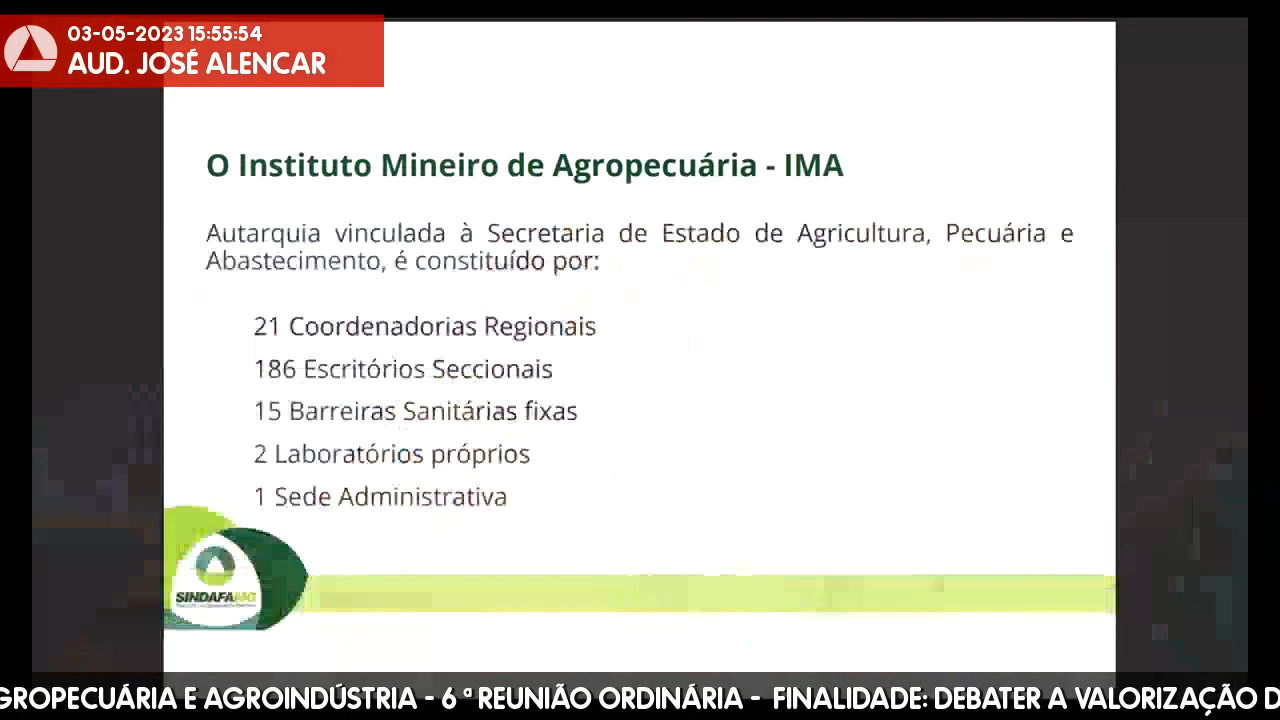 03-05-2023 15:55:54
AUD. JOSÉ ALENCAR
O Instituto Mineiro de Agropecuária - IMA
Autarquia vinculada à Secretaria de Estado de Agricultura, Pecuária e
Abastecimento, é constituído por:
21 Coordenadorias Regionais
186 Escritórios Seccionais
15 Barreiras Sanitárias fixas
2 Laboratórios próprios
1 Sede Administrativa
SINDAFAMG
GROPECUÁRIA E AGROINDÚSTRIA - 6 ª REUNIÃO ORDINÁRIA - FINALIDADE: DEBATER A VALORIZAÇÃO D